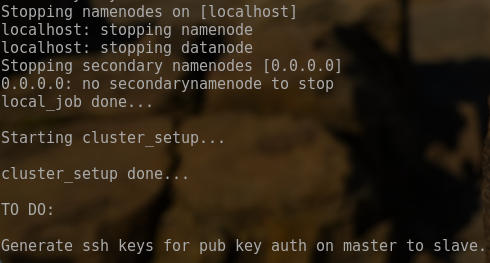 Stopping namenodes on [localhost]
localhost: stopping namenode
localhost: stopping datanode
Stopping secondary namenodes [0.0.0.0]
0.0.0.0: no secondarynamenode to stop
local_job done...
Starting cluster_setup...
cluster_setup done...
TO DO:
Generate ssh keys for pub key auth on master to slave.